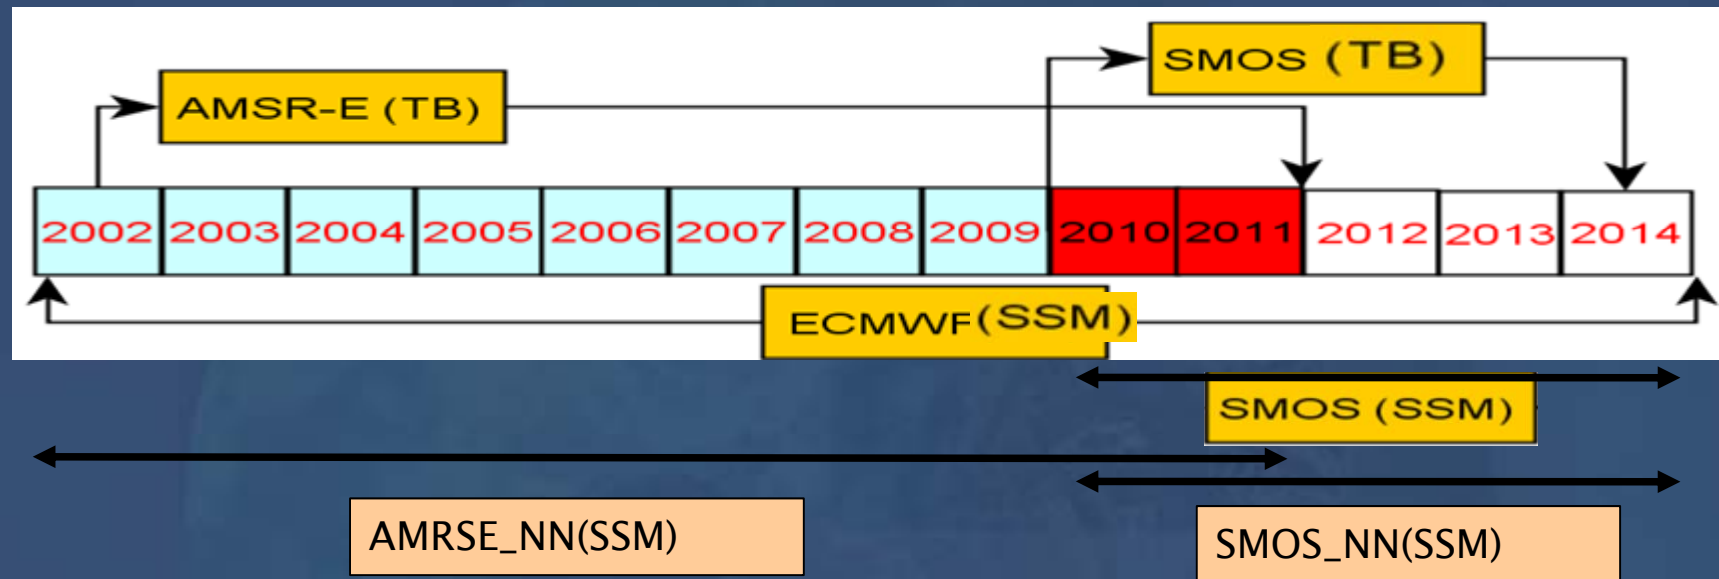 SMOS (TB)
AMSR-E (TB)
2002 2003 2004 2005 2006 2007 2008 2009 2010 2011 2012 2013 2014
ECMWF(SSM)
SMOS (SSM)
AMRSE_NN(SSM)
SMOS_NN(SSM)